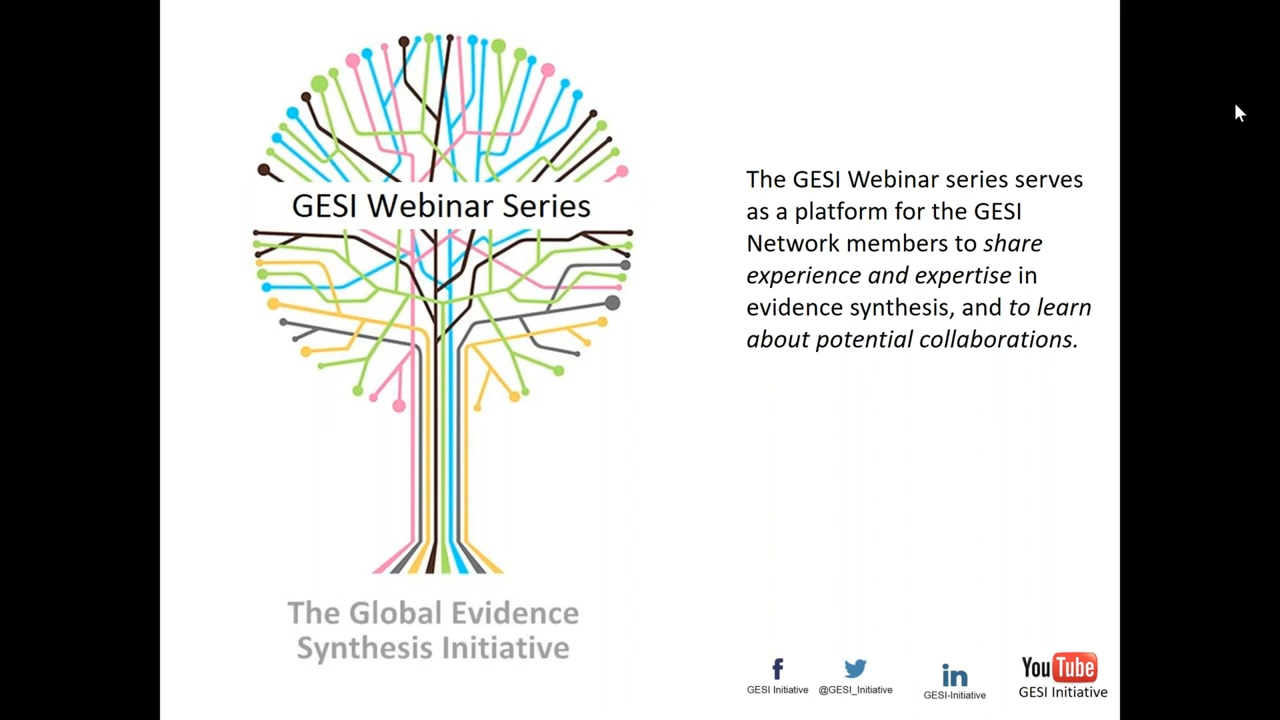 GESI Webinar Series
The Global Evidence
Synthesis Initiative
The GESI Webinar series serves
as a platform for the GESI
Network members to share
experience and expertise in
evidence synthesis, and to learn
about potential collaborations.
f
GESI Initiative
@GESI_Initiative
in
GESI-Initiative
YouTube
GESI Initiative